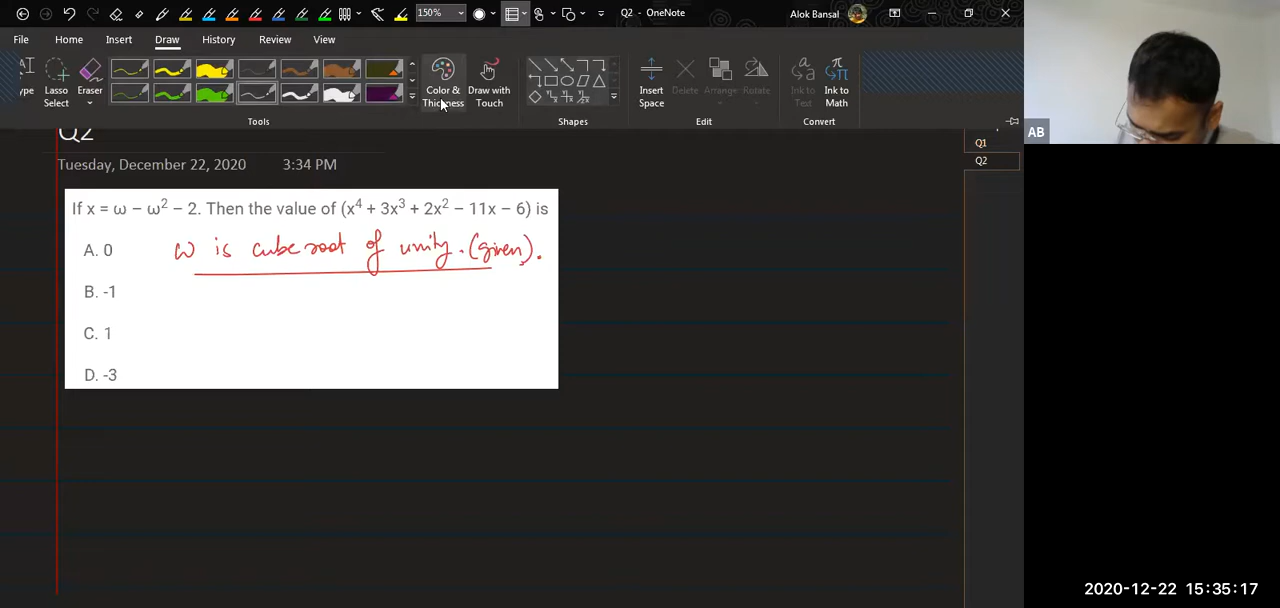 150%
Q2 - OneNote
Alok Bansal
File
Home
Insert
Draw
History
Review
View
ype
Lasso Select
Eraser
Color & Thickness
Draw with Touch
Insert Space
Delete
Arrange
Rotate
Ink to Text
Ink to Math
Tools
Shapes
Edit
Convert
AB
Q2
Q1
Q2
Tuesday, December 22, 2020 3:34 PM
If x = ω − ω² − 2. Then the value of (x⁴ + 3x³ + 2x² − 11x − 6) is
A. 0
ω is cube root of unity. (given).
B. -1
C. 1
D. -3
2020-12-22 15:35:17